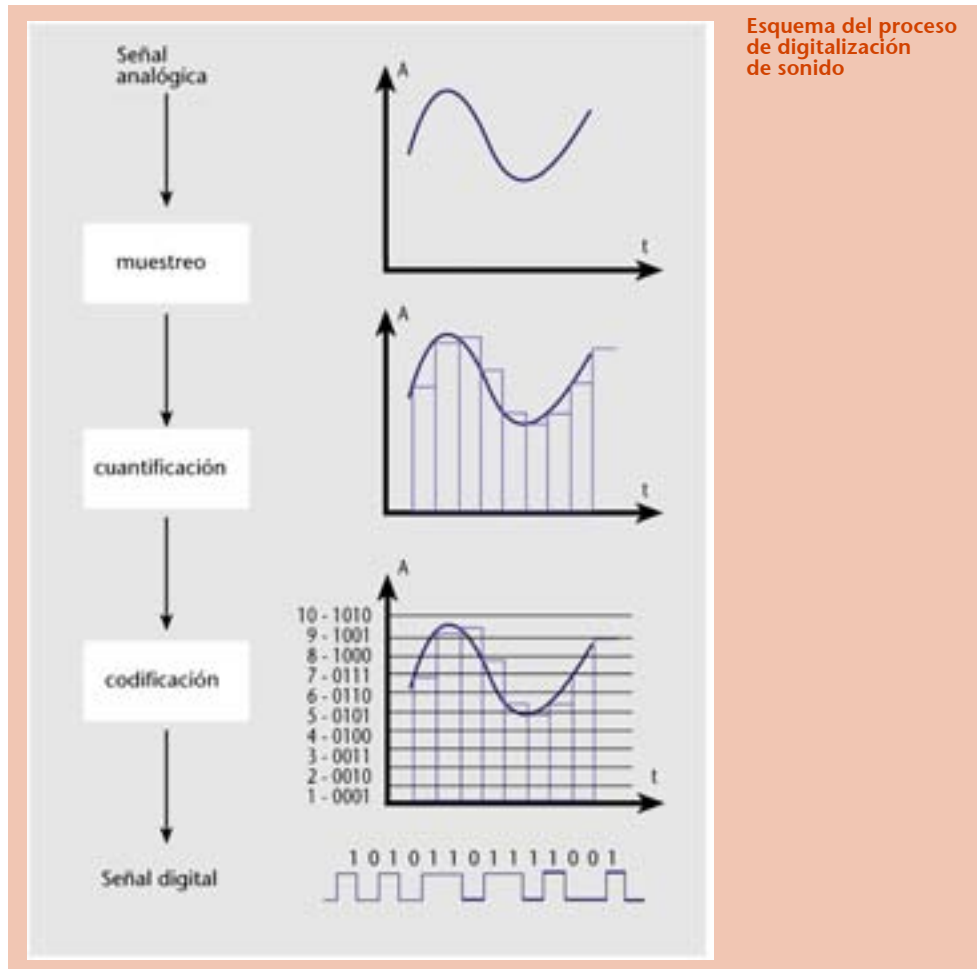 Esquema del proceso
de digitalización
de sonido
Señal
analógica
A
t
muestreo
A
t
cuantificación
A
10 - 1010
9 - 1001
8 - 1000
7 - 0111
6 - 0110
5 - 0101
4 - 0100
3 - 0011
2 - 0010
1 - 0001
t
codificación
1 0 1 0 1 1 0 1 1 1 1 0 0 1
Señal digital